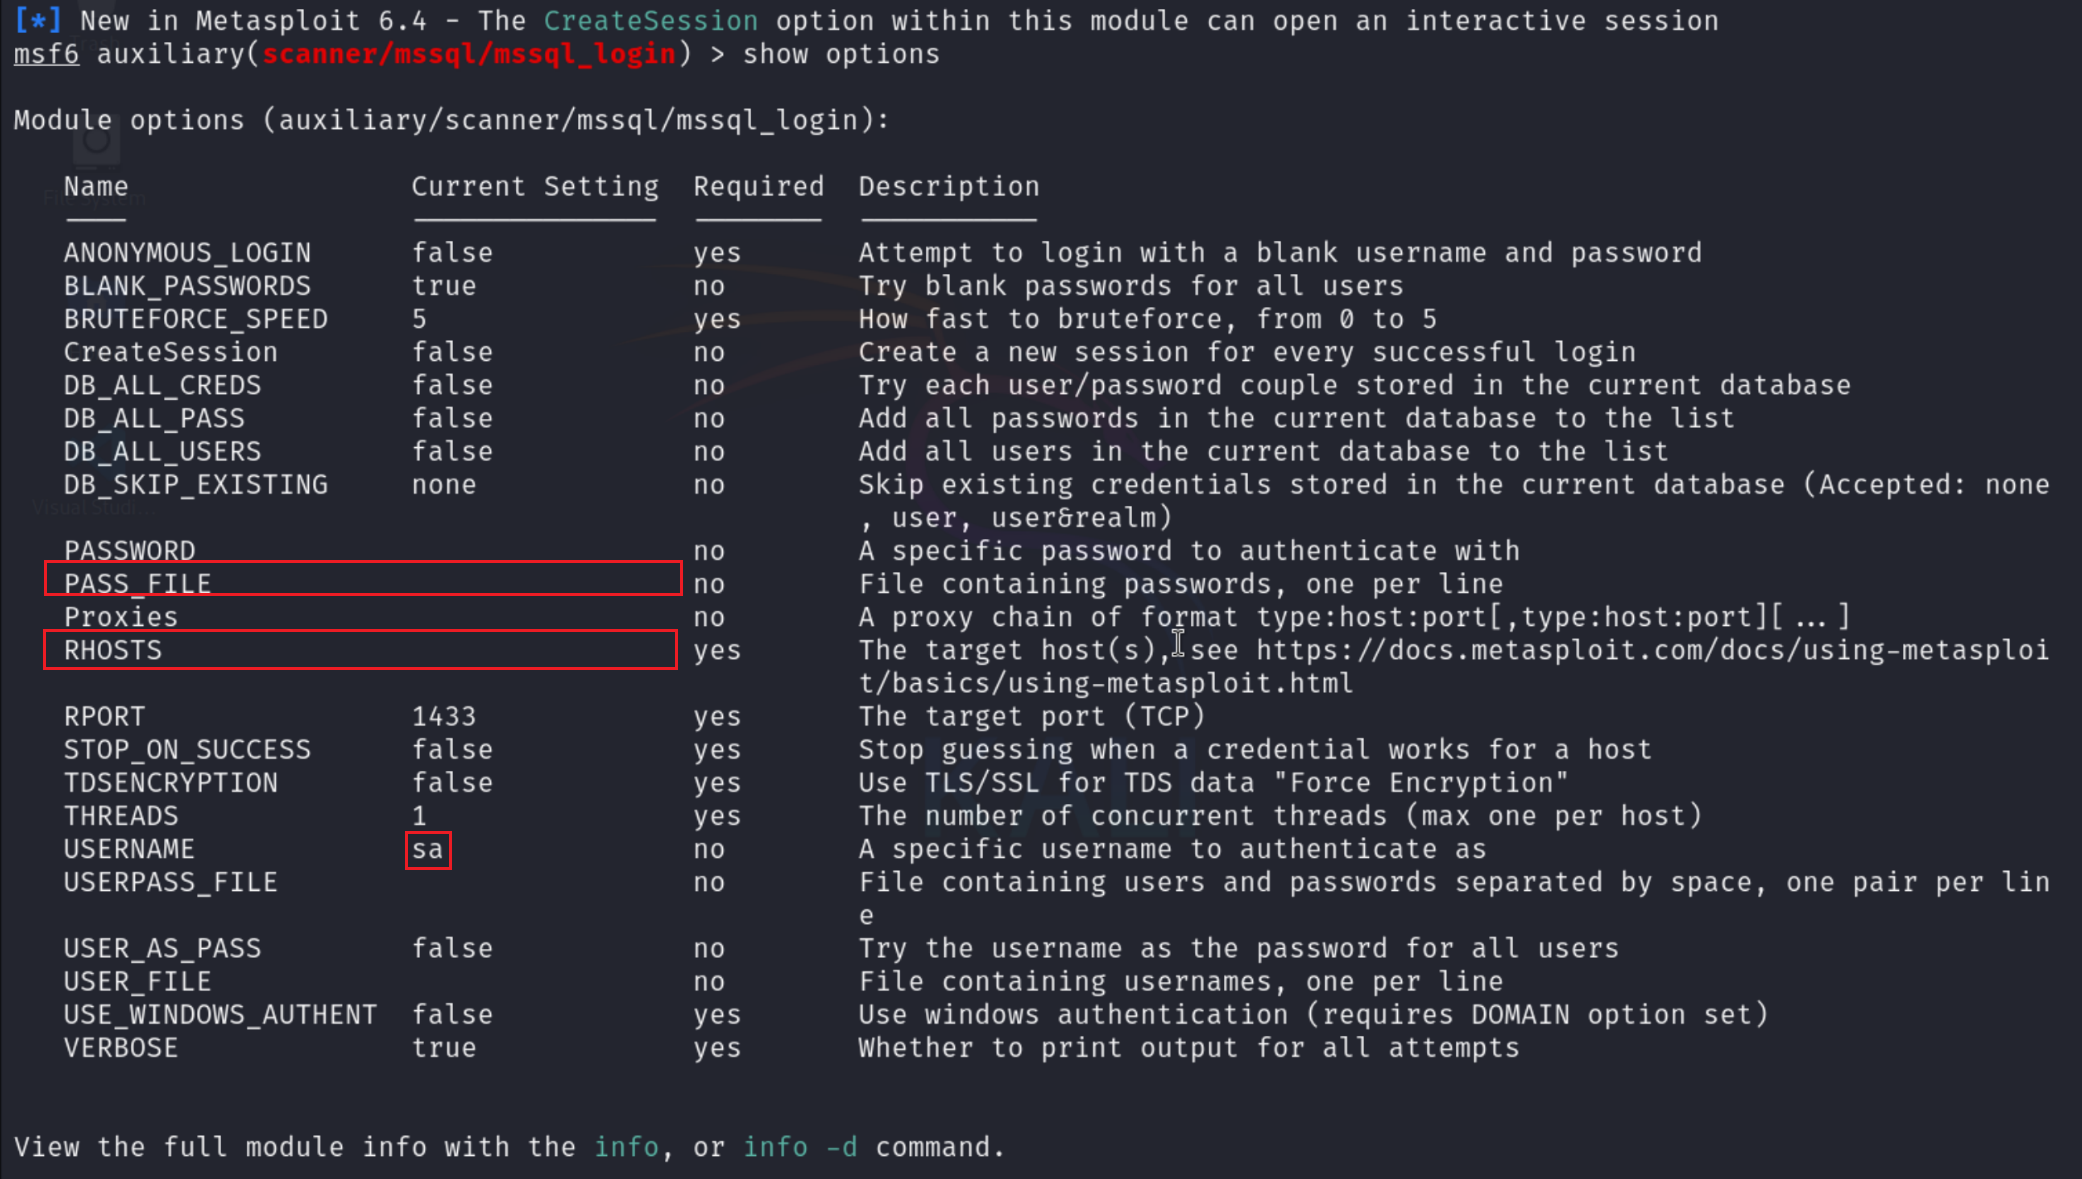 [*] New in Metasploit 6.4 - The CreateSession option within this module can open an interactive session
msf6 auxiliary(scanner/mssql/mssql_login) > show options
Module options (auxiliary/scanner/mssql/mssql_login):
Name Current Setting Required Description
ANONYMOUS_LOGIN false yes Attempt to login with a blank username and password
BLANK_PASSWORDS true no Try blank passwords for all users
BRUTEFORCE_SPEED 5 yes How fast to bruteforce, from 0 to 5
CreateSession false no Create a new session for every successful login
DB_ALL_CREDS false no Try each user/password couple stored in the current database
DB_ALL_PASS false no Add all passwords in the current database to the list
DB_ALL_USERS false no Add all users in the current database to the list
DB_SKIP_EXISTING none no Skip existing credentials stored in the current database (Accepted: none
, user, user&realm)
PASSWORD no A specific password to authenticate with
PASS_FILE no File containing passwords, one per line
Proxies no A proxy chain of format type:host:port[,type:host:port][...]
RHOSTS yes The target host(s), see https://docs.metasploit.com/docs/using-metasploi
t/basics/using-metasploit.html
RPORT 1433 yes The target port (TCP)
STOP_ON_SUCCESS false yes Stop guessing when a credential works for a host
TDSENCRYPTION false yes Use TLS/SSL for TDS data "Force Encryption"
THREADS 1 yes The number of concurrent threads (max one per host)
USERNAME sa no A specific username to authenticate as
USERPASS_FILE no File containing users and passwords separated by space, one pair per lin
e
USER_AS_PASS false no Try the username as the password for all users
USER_FILE no File containing usernames, one per line
USE_WINDOWS_AUTHENT false yes Use windows authentication (requires DOMAIN option set)
VERBOSE true yes Whether to print output for all attempts
View the full module info with the info, or info -d command.
File System
Visual Studi...
KALI